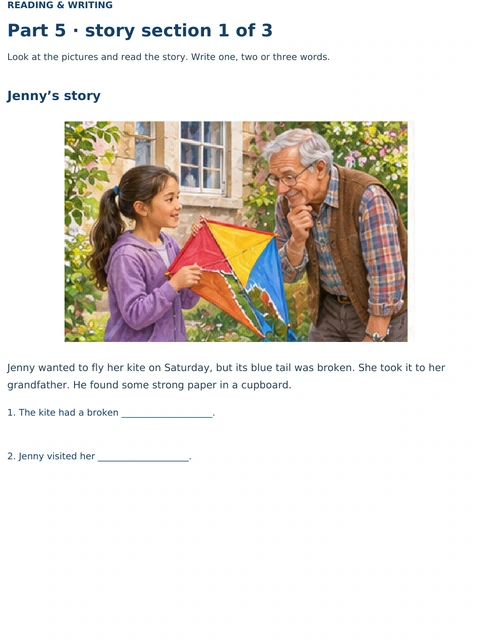 READING & WRITING
Part 5 · story section 1 of 3
Look at the pictures and read the story. Write one, two or three words.
Jenny’s story
Jenny wanted to fly her kite on Saturday, but its blue tail was broken. She took it to her
grandfather. He found some strong paper in a cupboard.
1. The kite had a broken ___________________.
2. Jenny visited her ___________________.